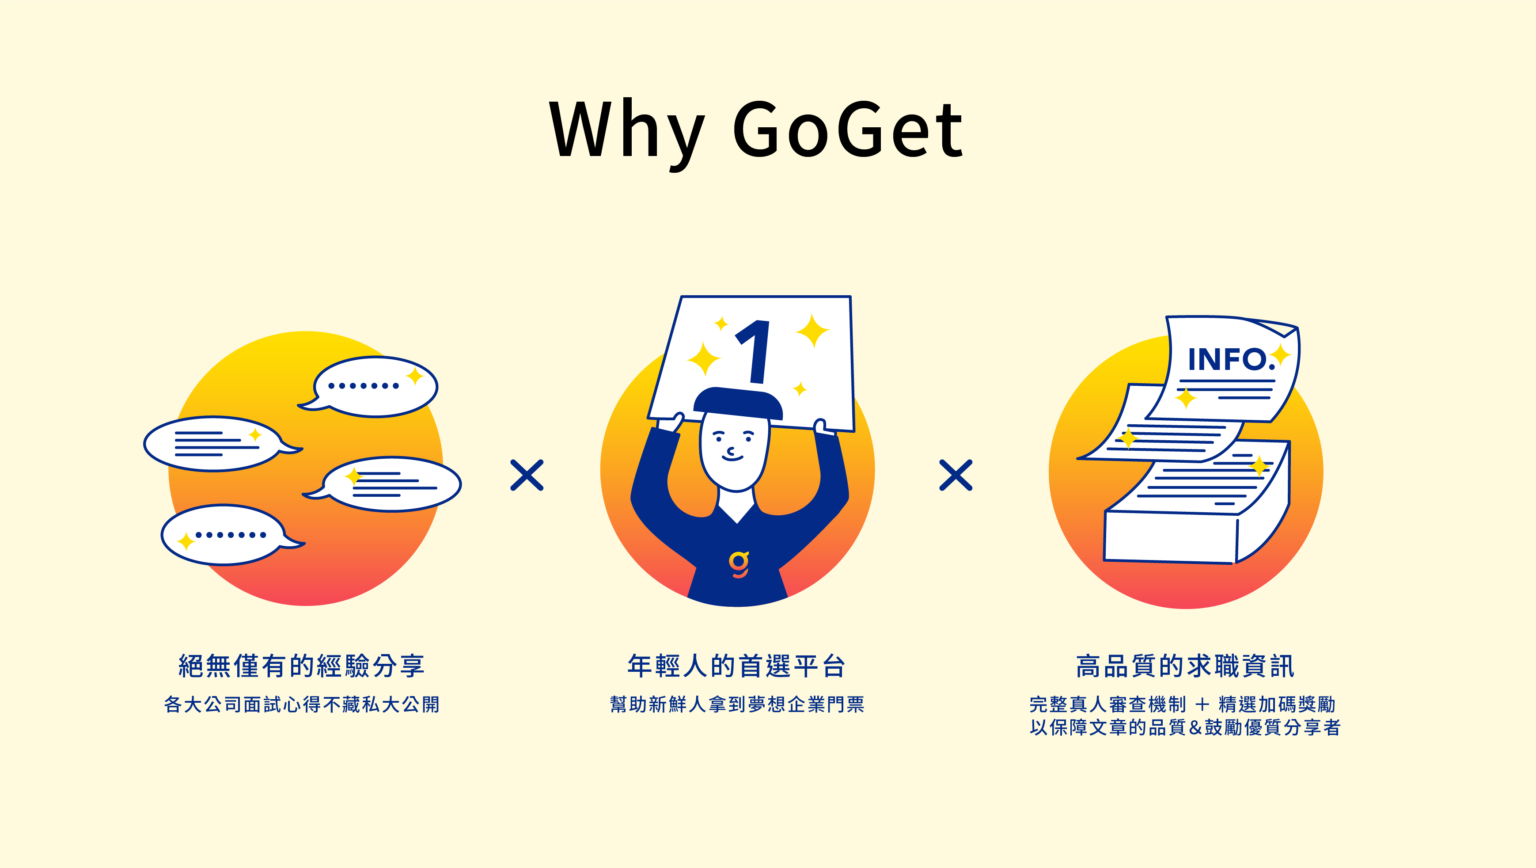 Why GoGet
1
INFO.
g
絕無僅有的經驗分享
各大公司面試心得不藏私大公開
年輕人的首選平台
幫助新鮮人拿到夢想企業門票
高品質的求職資訊
完整真人審查機制 + 精選加碼獎勵
以保障文章的品質&鼓勵優質分享者